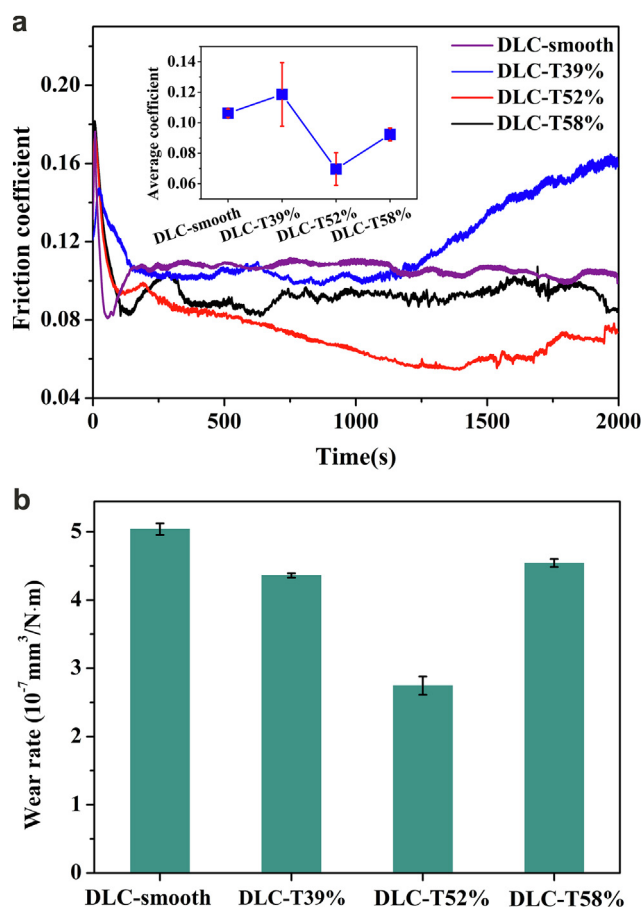 a
0.20
0.16
0.12
0.08
0.04
Friction coefficient
0
500
1000
1500
2000
Time(s)
DLC-smooth
DLC-T39%
DLC-T52%
DLC-T58%
0.14
0.12
0.10
0.08
0.06
Average coefficient
DLC-smooth
DLC-T39%
DLC-T52%
DLC-T58%
b
5
4
3
2
1
0
Wear rate (10⁻⁷ mm³/N·m)
DLC-smooth
DLC-T39%
DLC-T52%
DLC-T58%